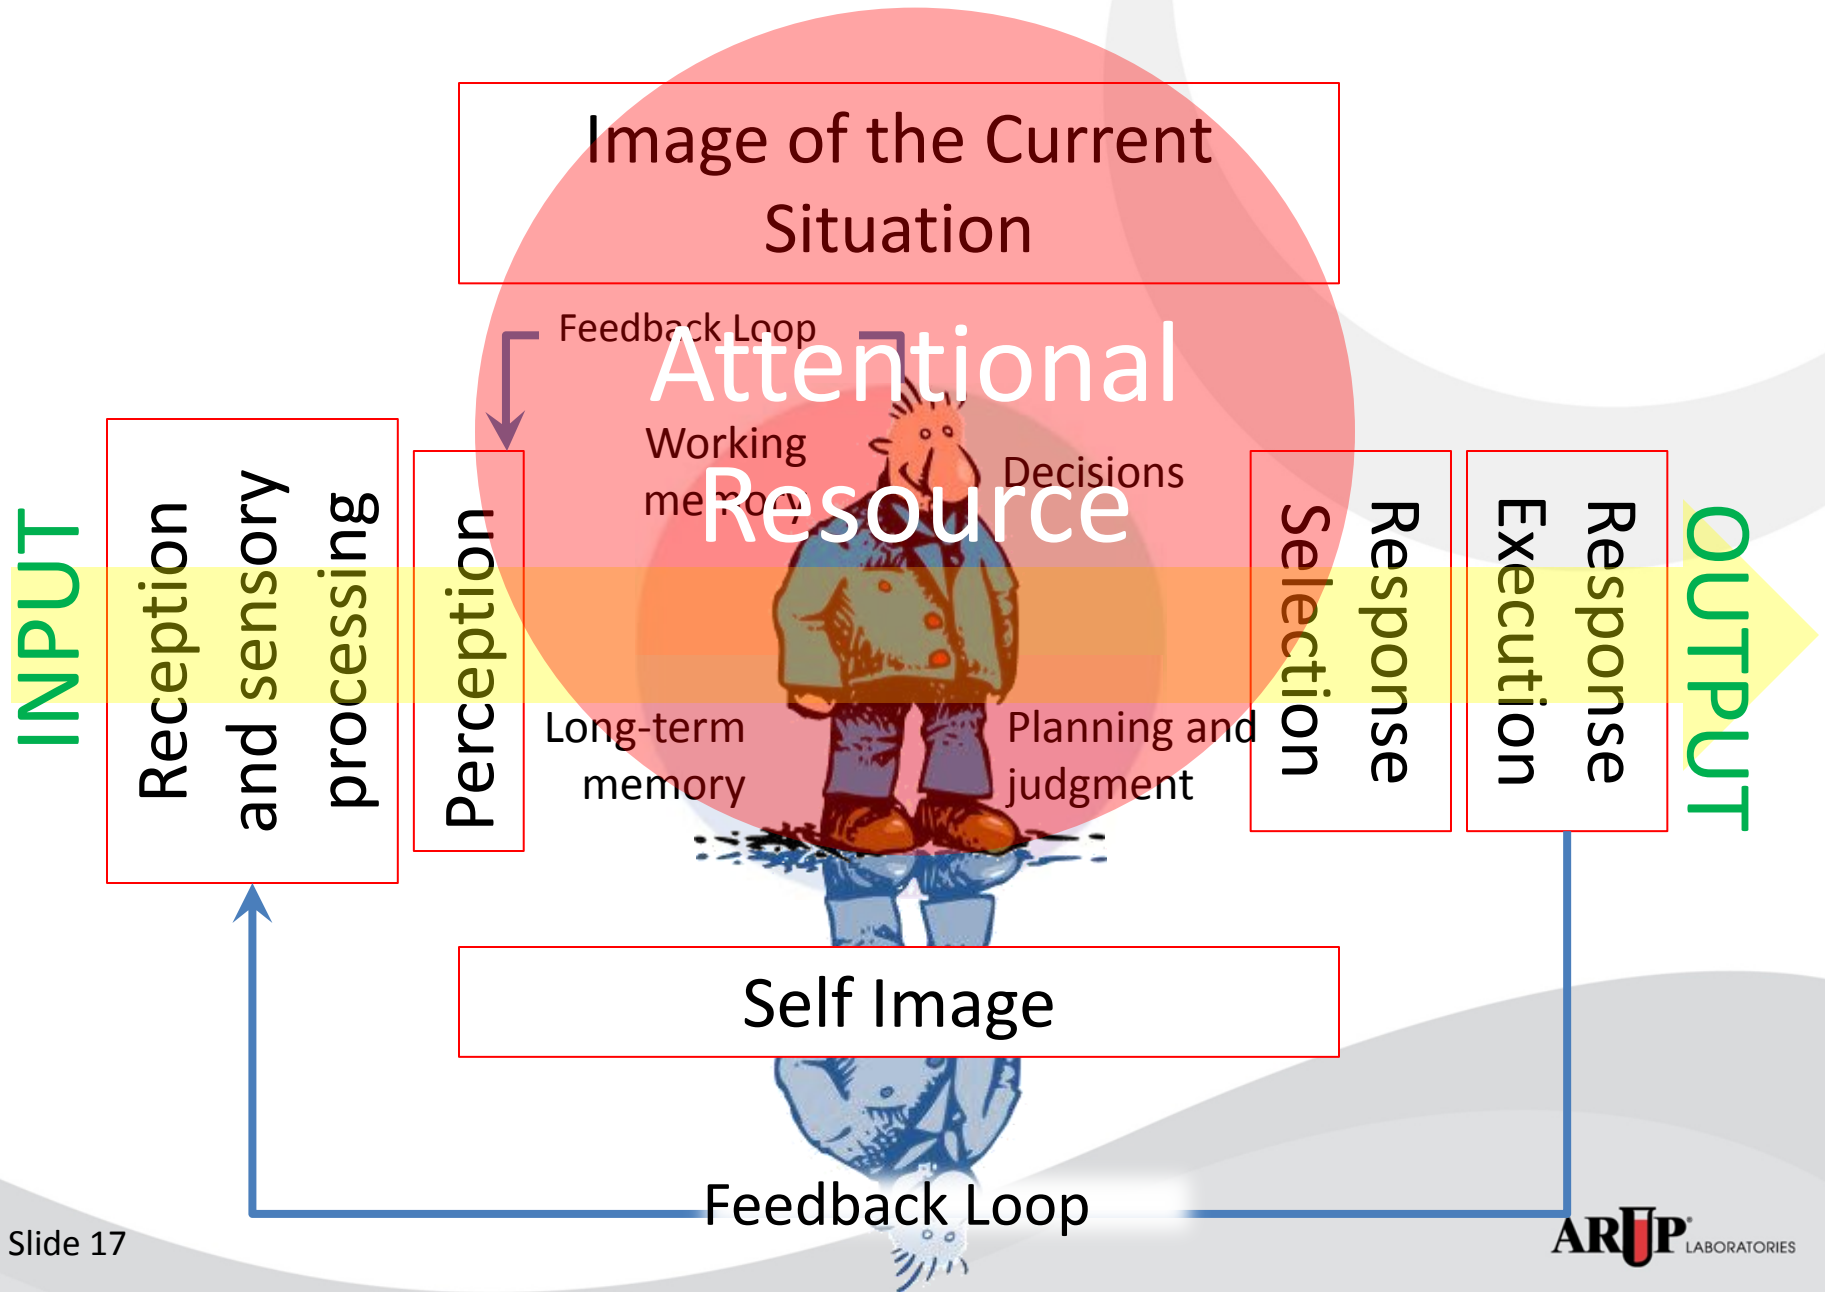 Image of the Current
Situation
Feedback Loop
Attentional
Resource
Working
memory
Decisions
INPUT
Reception
and sensory
processing
Perception
Long-term
memory
Planning and
judgment
Response
Selection
Response
Execution
OUTPUT
Self Image
Feedback Loop
Slide 17
ARUP®
LABORATORIES